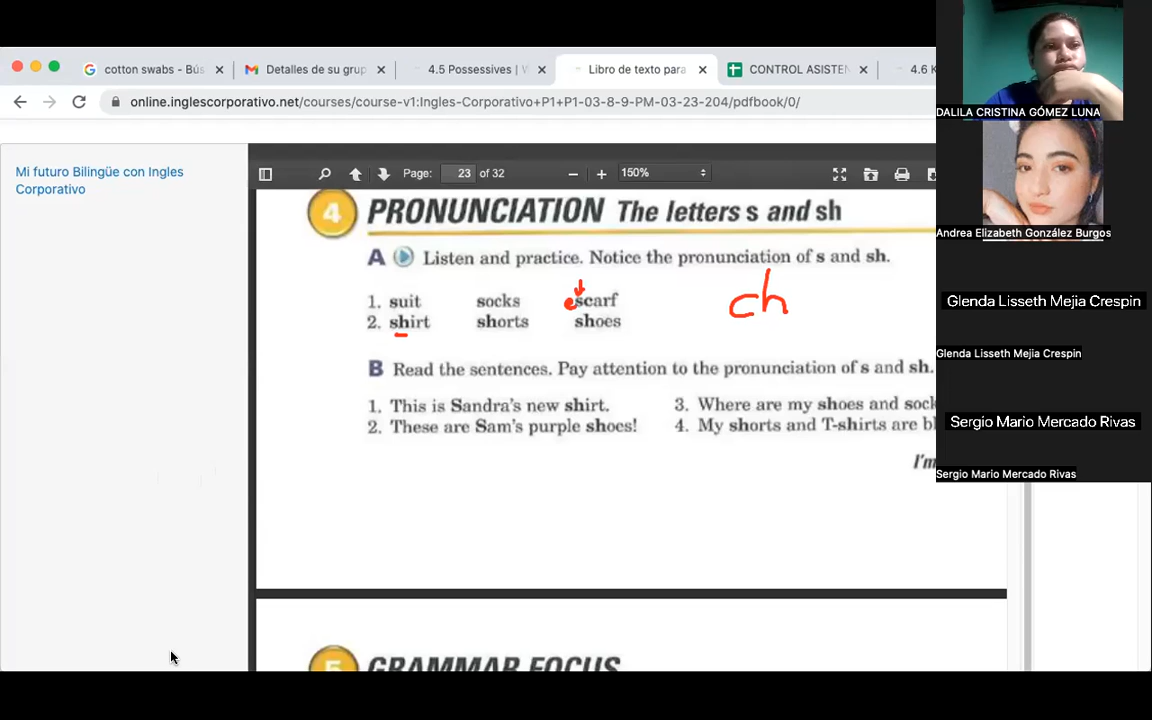 cotton swabs - Bús
Detalles de su grup
4.5 Possessives | W
Libro de texto para
CONTROL ASISTEN
4.6 K
online.inglescorporativo.net/courses/course-v1:Ingles-Corporativo+P1+P1-03-8-9-PM-03-23-204/pdfbook/0/
Mi futuro Bilingüe con Ingles
Corporativo
Page: 23 of 32
150%
4 PRONUNCIATION The letters s and sh
A Listen and practice. Notice the pronunciation of s and sh.
1. suit socks escarf
2. shirt shorts shoes
ch
B Read the sentences. Pay attention to the pronunciation of s and sh.
1. This is Sandra's new shirt.
2. These are Sam's purple shoes!
3. Where are my shoes and sock
4. My shorts and T-shirts are bl
I'm
5 GRAMMAR FOCUS
DALILA CRISTINA GÓMEZ LUNA
Andrea Elizabeth González Burgos
Glenda Lisseth Mejia Crespin
Glenda Lisseth Mejia Crespin
Sergio Mario Mercado Rivas
Sergio Mario Mercado Rivas